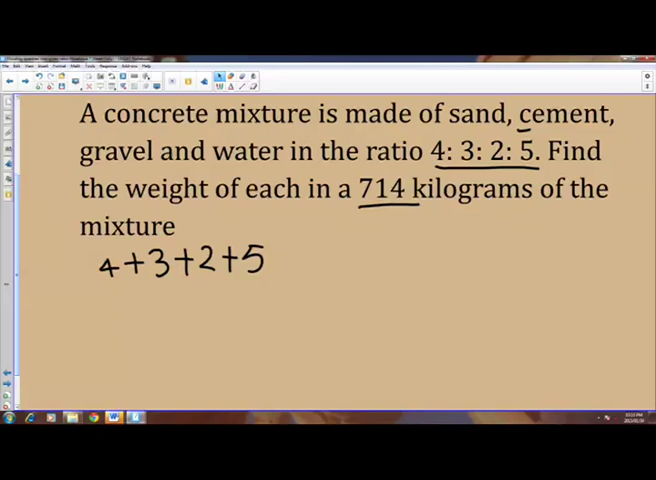 A concrete mixture is made of sand, cement,
gravel and water in the ratio 4: 3: 2: 5. Find
the weight of each in a 714 kilograms of the
mixture
4+3+2+5